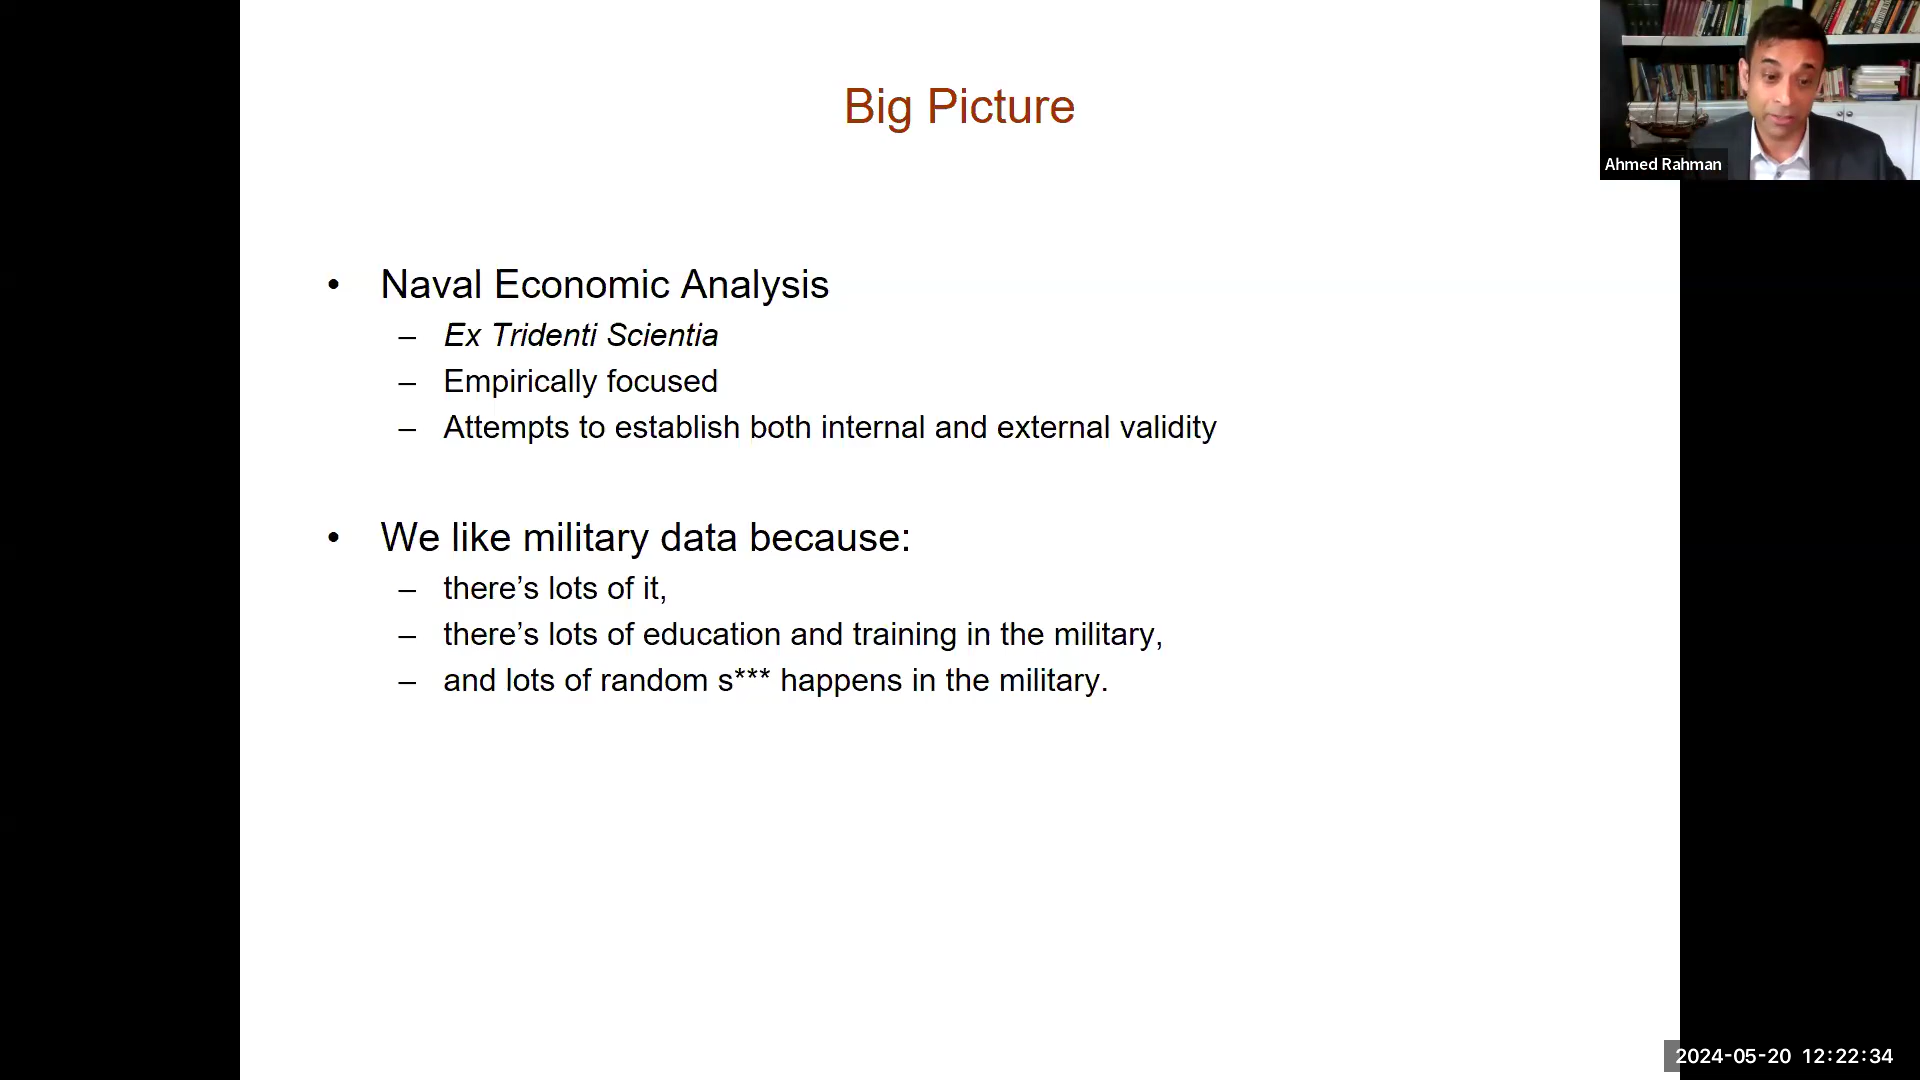 Big Picture
Ahmed Rahman
• Naval Economic Analysis
– Ex Tridenti Scientia
– Empirically focused
– Attempts to establish both internal and external validity
• We like military data because:
– there’s lots of it,
– there’s lots of education and training in the military,
– and lots of random s*** happens in the military.
2024-05-20 12:22:34